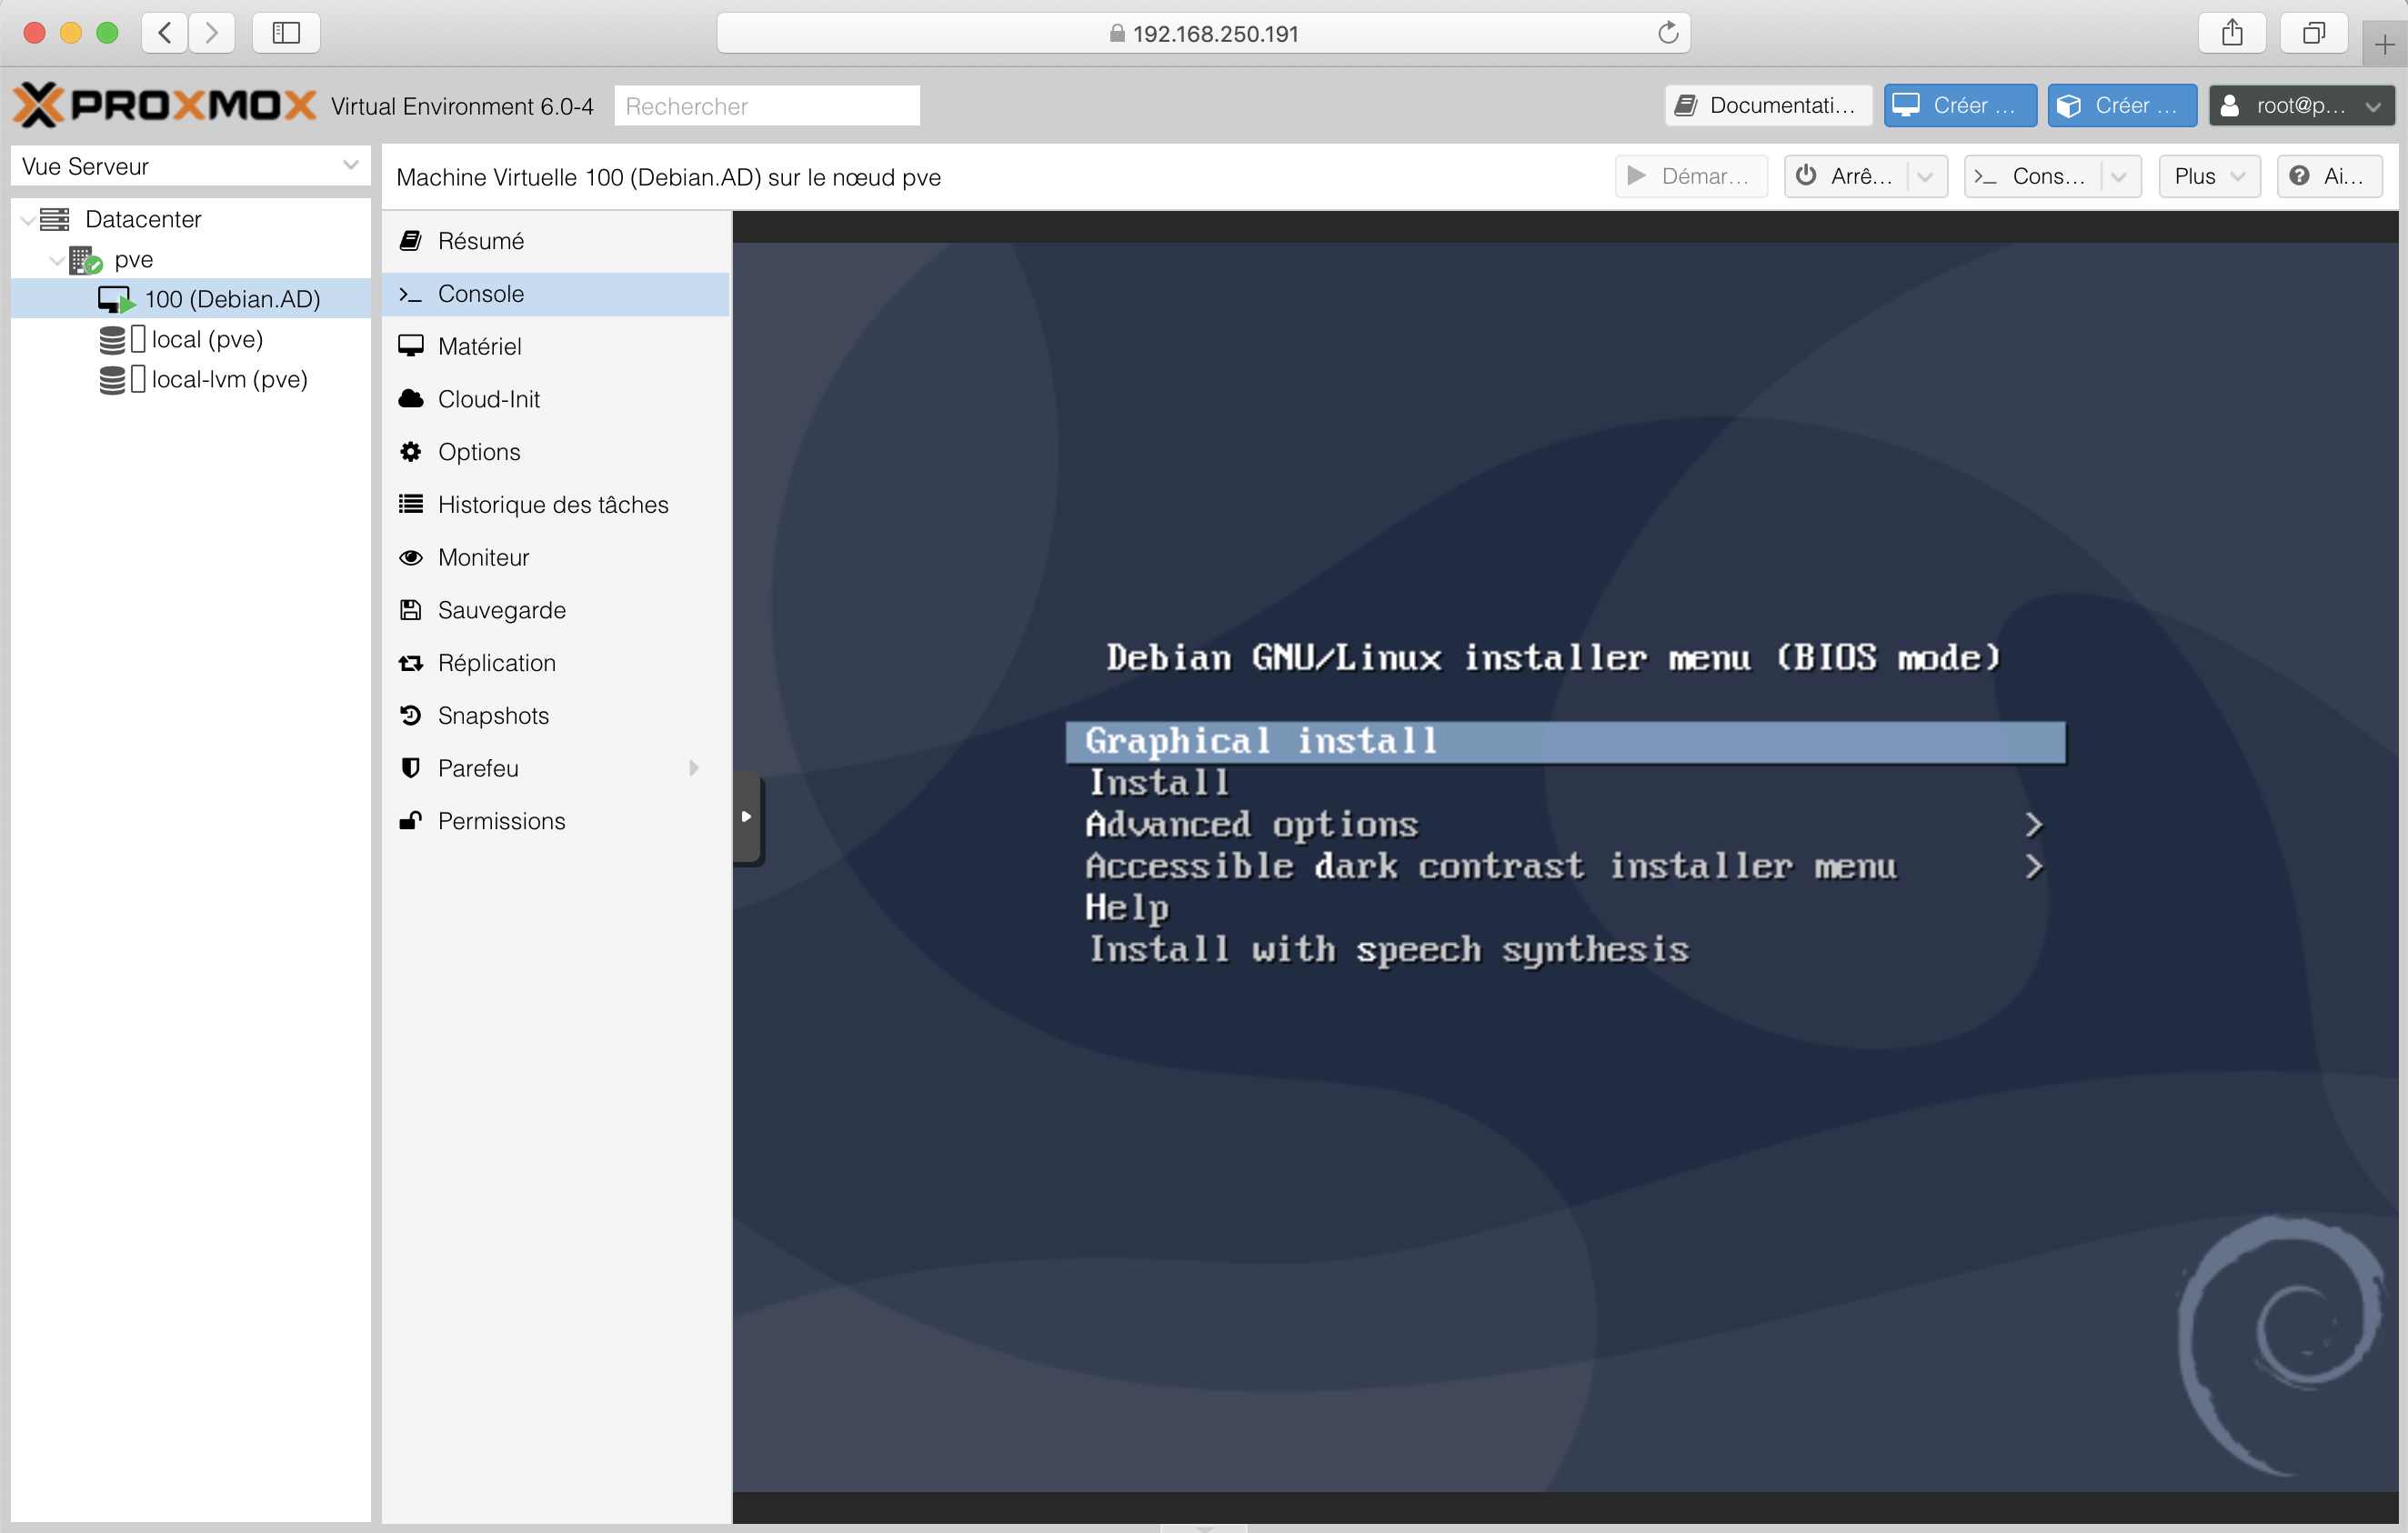 192.168.250.191
PROXMOX Virtual Environment 6.0-4 Rechercher Documentati... Créer ... Créer ... root@p...
Vue Serveur
Machine Virtuelle 100 (Debian.AD) sur le nœud pve Démar... Arrê... Cons... Plus Ai...
Datacenter
pve
100 (Debian.AD)
local (pve)
local-lvm (pve)
Résumé
Console
Matériel
Cloud-Init
Options
Historique des tâches
Moniteur
Sauvegarde
Réplication
Snapshots
Parefeu
Permissions
Debian GNU/Linux installer menu (BIOS mode)
Graphical install
Install
Advanced options >
Accessible dark contrast installer menu >
Help
Install with speech synthesis